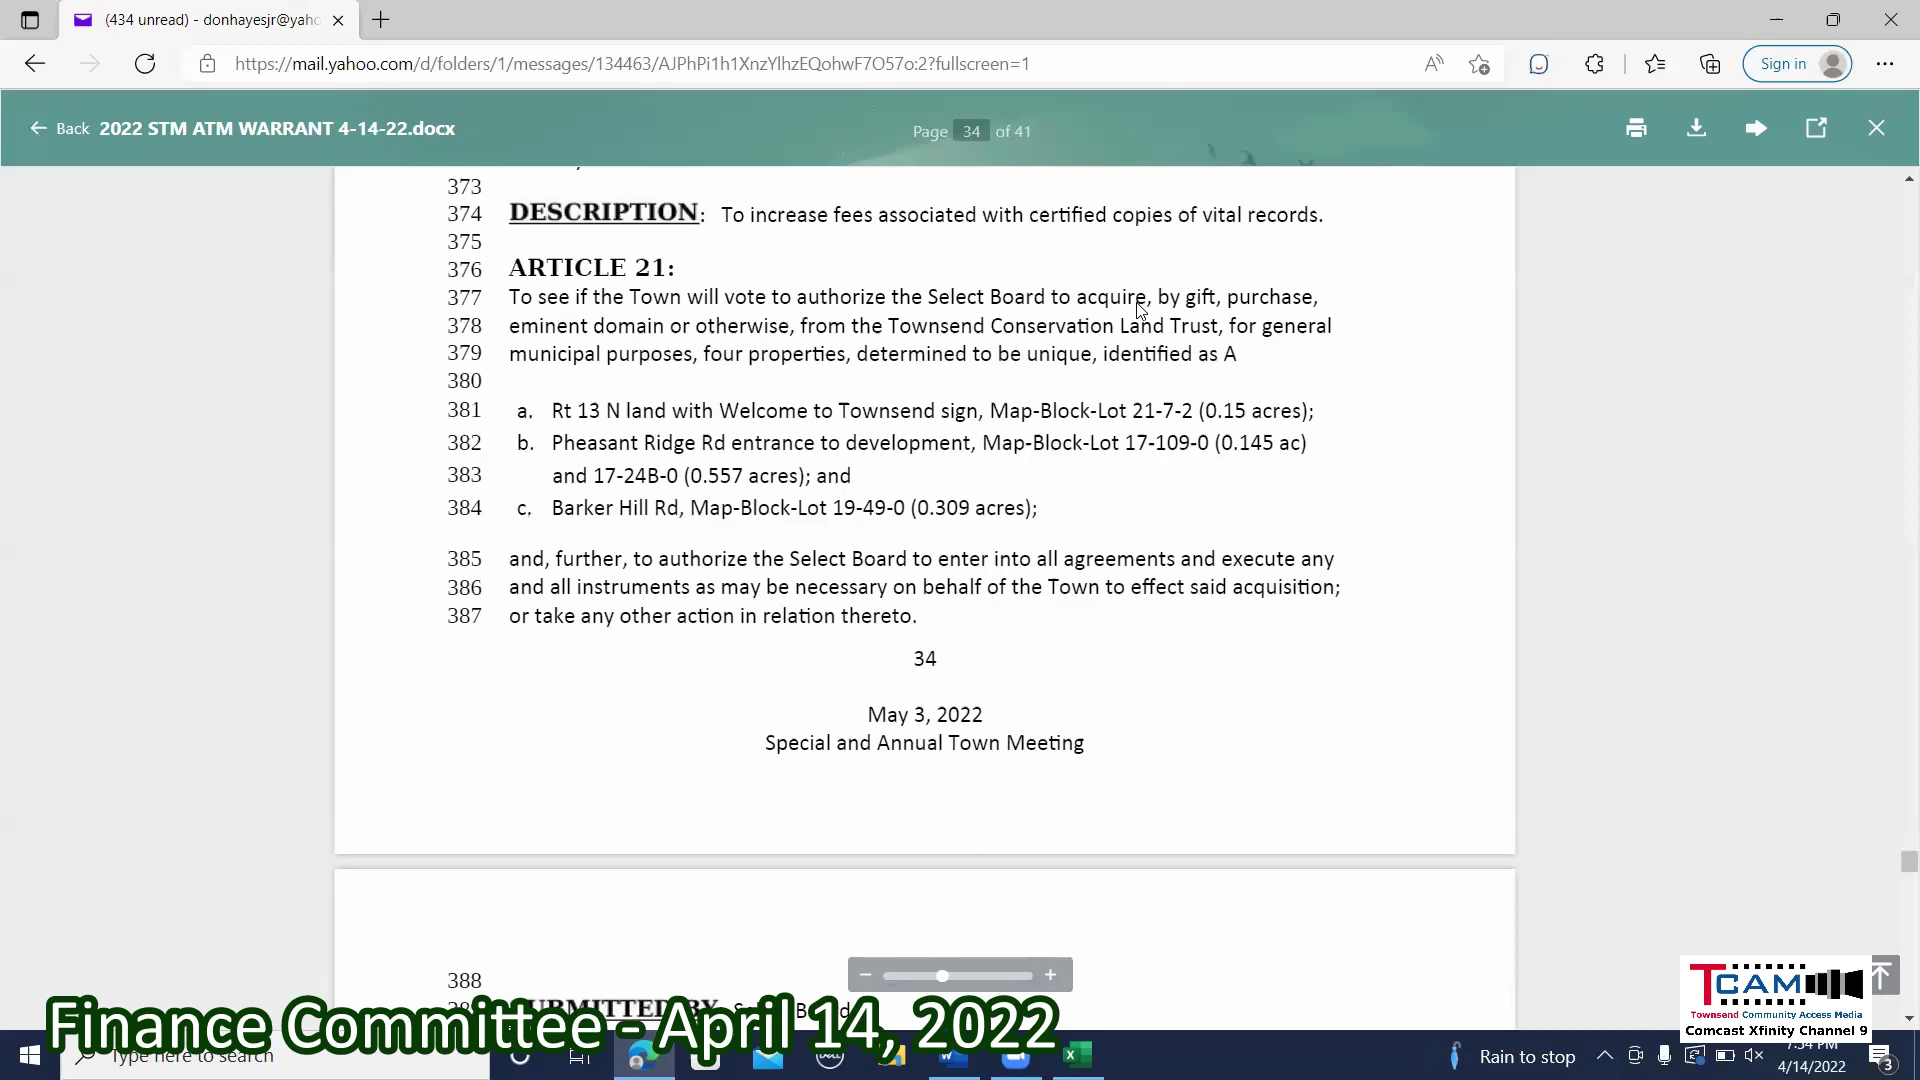 (434 unread) - donhayesjr@yaho
https://mail.yahoo.com/d/folders/1/messages/134463/AJPhPi1h1XnzYlhzEQohwF7O57o:2?fullscreen=1
Sign in
Back 2022 STM ATM WARRANT 4-14-22.docx
Page 34 of 41
373
374 DESCRIPTION: To increase fees associated with certified copies of vital records.
375
376 ARTICLE 21:
377 To see if the Town will vote to authorize the Select Board to acquire, by gift, purchase,
378 eminent domain or otherwise, from the Townsend Conservation Land Trust, for general
379 municipal purposes, four properties, determined to be unique, identified as A
380
381 a. Rt 13 N land with Welcome to Townsend sign, Map-Block-Lot 21-7-2 (0.15 acres);
382 b. Pheasant Ridge Rd entrance to development, Map-Block-Lot 17-109-0 (0.145 ac)
383 and 17-24B-0 (0.557 acres); and
384 c. Barker Hill Rd, Map-Block-Lot 19-49-0 (0.309 acres);
385 and, further, to authorize the Select Board to enter into all agreements and execute any
386 and all instruments as may be necessary on behalf of the Town to effect said acquisition;
387 or take any other action in relation thereto.
34
May 3, 2022
Special and Annual Town Meeting
388
TCAM
Townsend Community Access Media
Comcast Xfinity Channel 9
Finance Committee - April 14, 2022
Type here to search
DELL
Rain to stop
4/14/2022
3